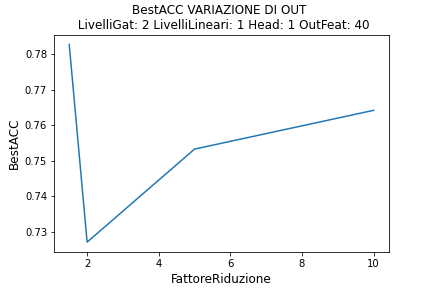 BestACC VARIAZIONE DI OUT
LivelliGat: 2 LivelliLineari: 1 Head: 1 OutFeat: 40
0.78
0.77
0.76
0.75
0.74
0.73
BestACC
2
4
6
8
10
FattoreRiduzione